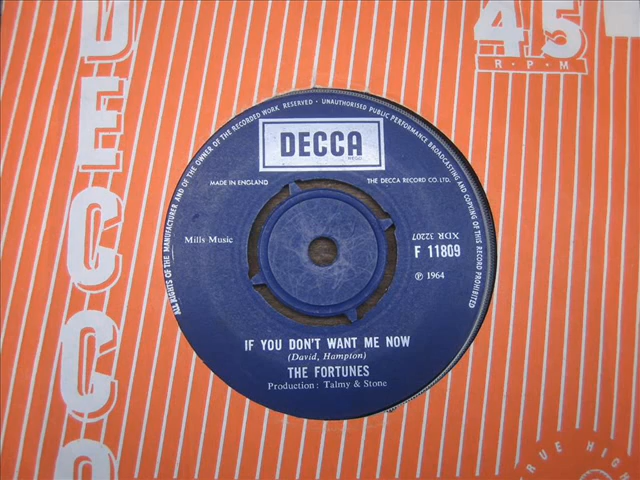 DECCA
45
R.P.M
ALL RIGHTS OF THE MANUFACTURER AND OF THE OWNER OF THE RECORDED WORK RESERVED · UNAUTHORISED PUBLIC PERFORMANCE BROADCASTING AND COPYING OF THIS RECORD PROHIBITED
DECCA
MADE IN ENGLAND
THE DECCA RECORD CO. LTD.
Mills-Music
XDR 32207
F 11809
℗ 1964
IF YOU DON'T WANT ME NOW
(David, Hampton)
THE FORTUNES
Production: Talmy & Stone
TRUE HIGH